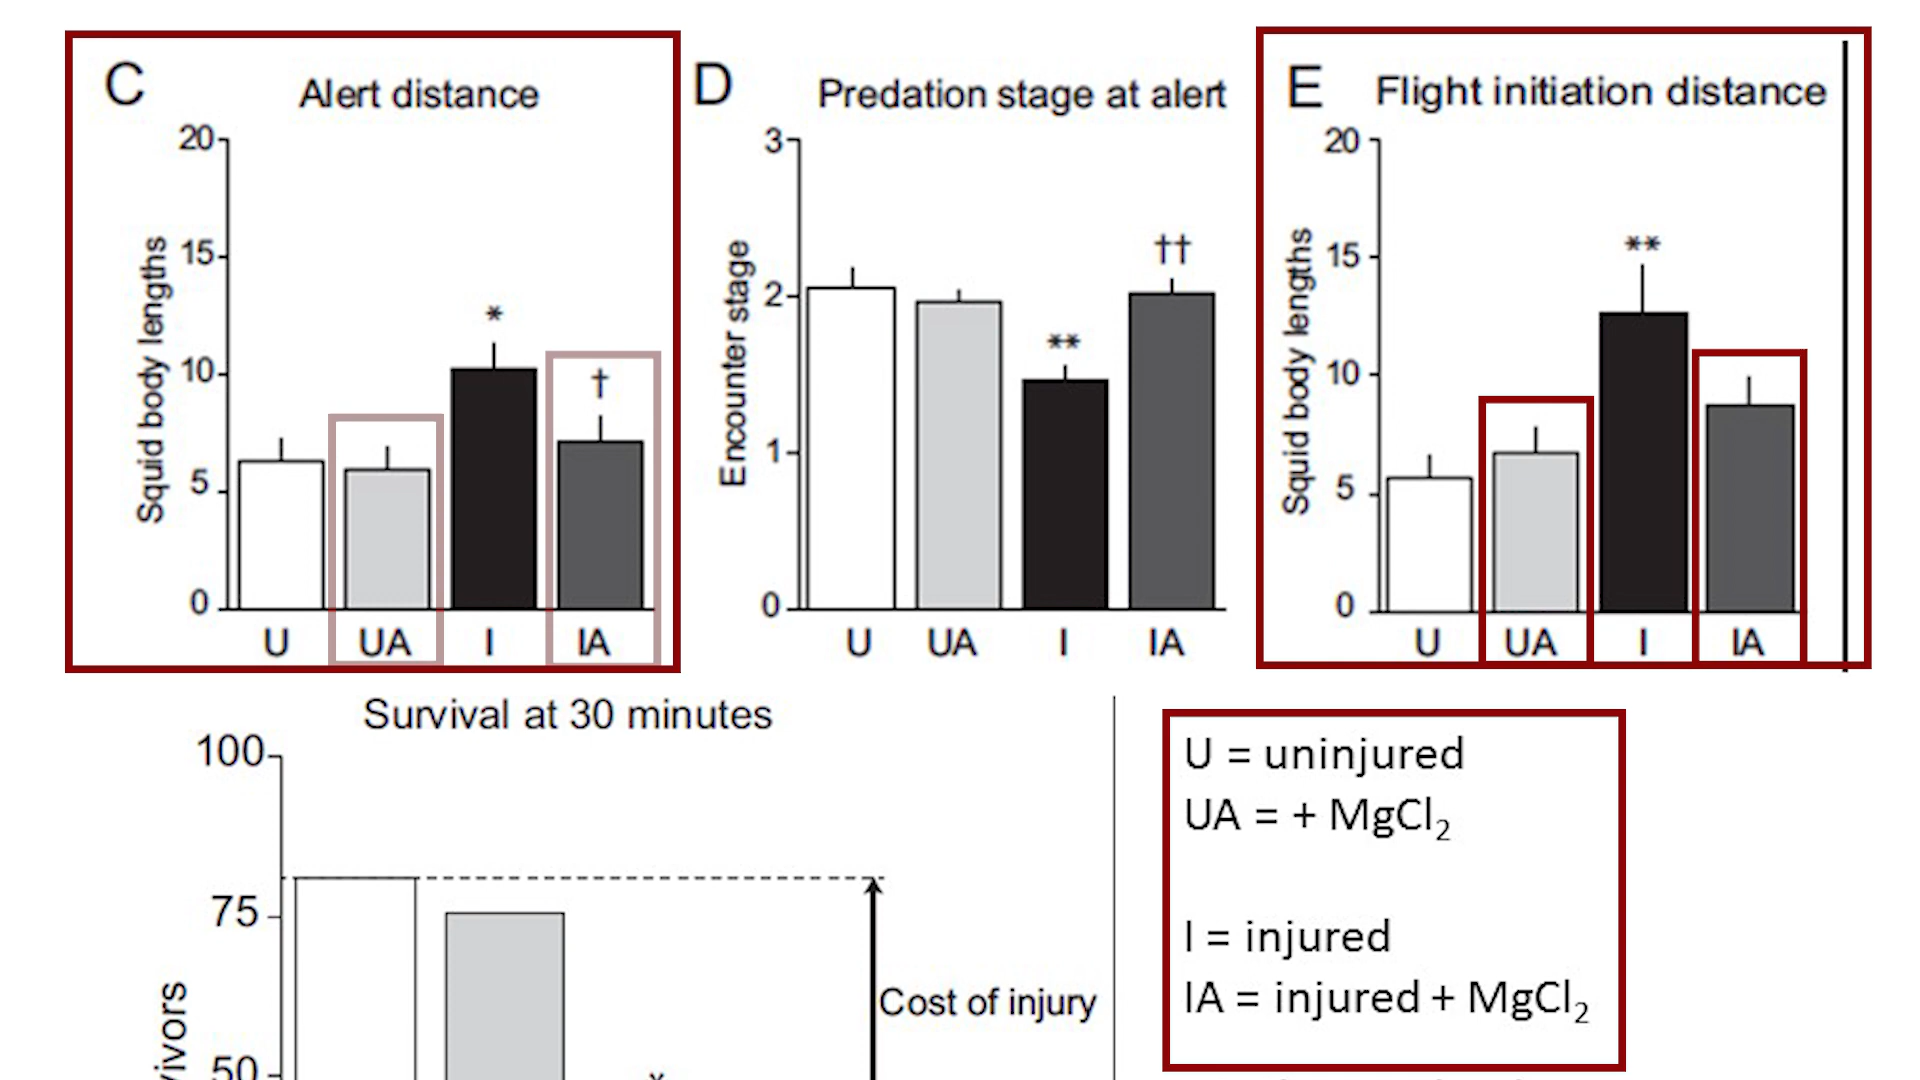 C Alert distance
20
15
10
5
0
Squid body lengths
*
†
U UA I IA
D Predation stage at alert
3
2
1
0
Encounter stage
**
††
U UA I IA
E Flight initiation distance
20
15
10
5
0
Squid body lengths
**
U UA I IA
Survival at 30 minutes
100
75
50
Cost of injury
U = uninjured
UA = + MgCl₂
I = injured
IA = injured + MgCl₂